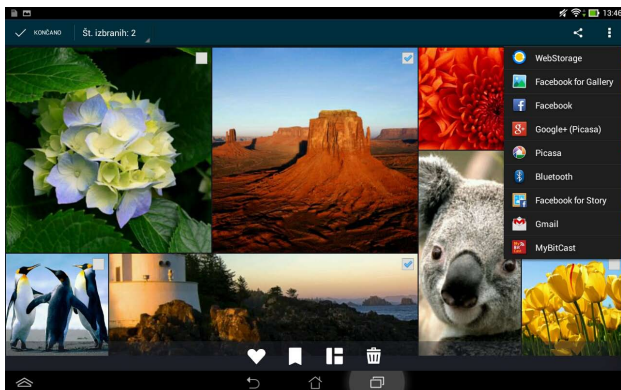 13:46
KONČANO
Št. izbranih: 2
WebStorage
Facebook for Gallery
Facebook
Google+ (Picasa)
Picasa
Bluetooth
Facebook for Story
Gmail
MyBitCast